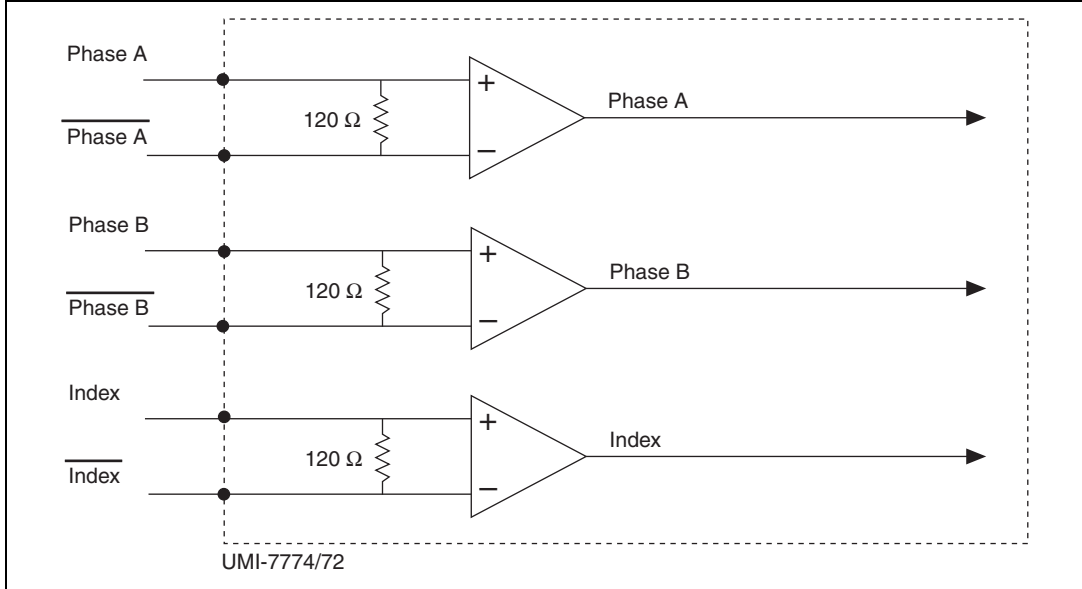 Phase A
Phase A
120 Ω
+
−
Phase A
Phase B
Phase B
120 Ω
+
−
Phase B
Index
Index
120 Ω
+
−
Index
UMI-7774/72